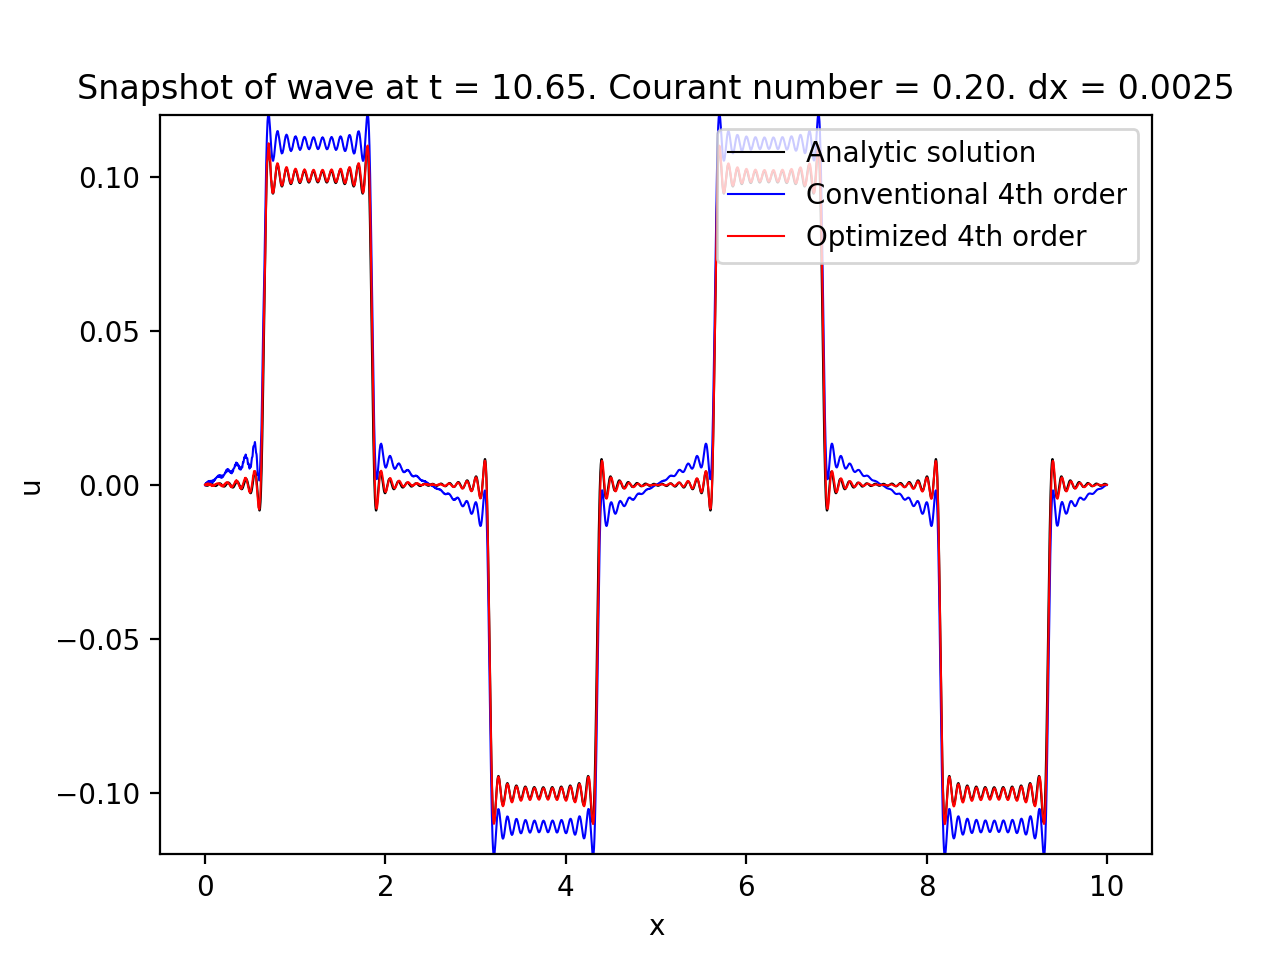 Snapshot of wave at t = 10.65. Courant number = 0.20. dx = 0.0025
Analytic solution
Conventional 4th order
Optimized 4th order
0.10
0.05
0.00
−0.05
−0.10
u
0 2 4 6 8 10
x